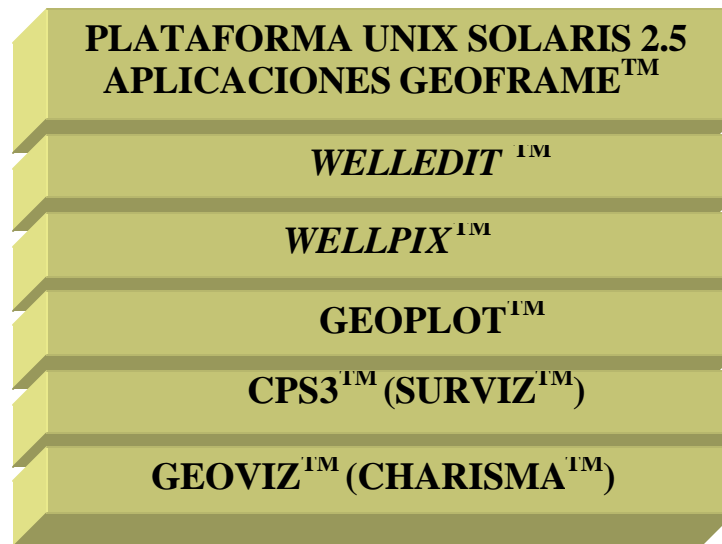 PLATAFORMA UNIX SOLARIS 2.5
APLICACIONES GEOFRAME™
WELLEDIT ™
WELLPIX™
GEOPLOT™
CPS3™ (SURVIZ™)
GEOVIZ™ (CHARISMA™)